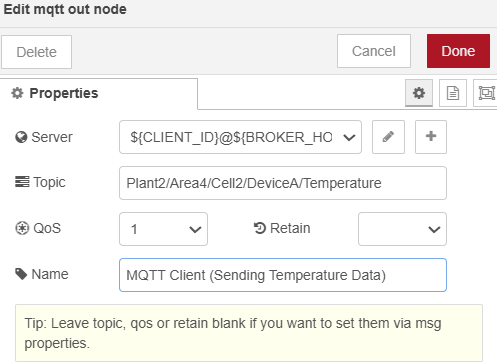 Edit mqtt out node
Delete
Cancel
Done
Properties
Server
${CLIENT_ID}@${BROKER_HO
Topic
Plant2/Area4/Cell2/DeviceA/Temperature
QoS
1
Retain
Name
MQTT Client (Sending Temperature Data)
Tip: Leave topic, qos or retain blank if you want to set them via msg
properties.